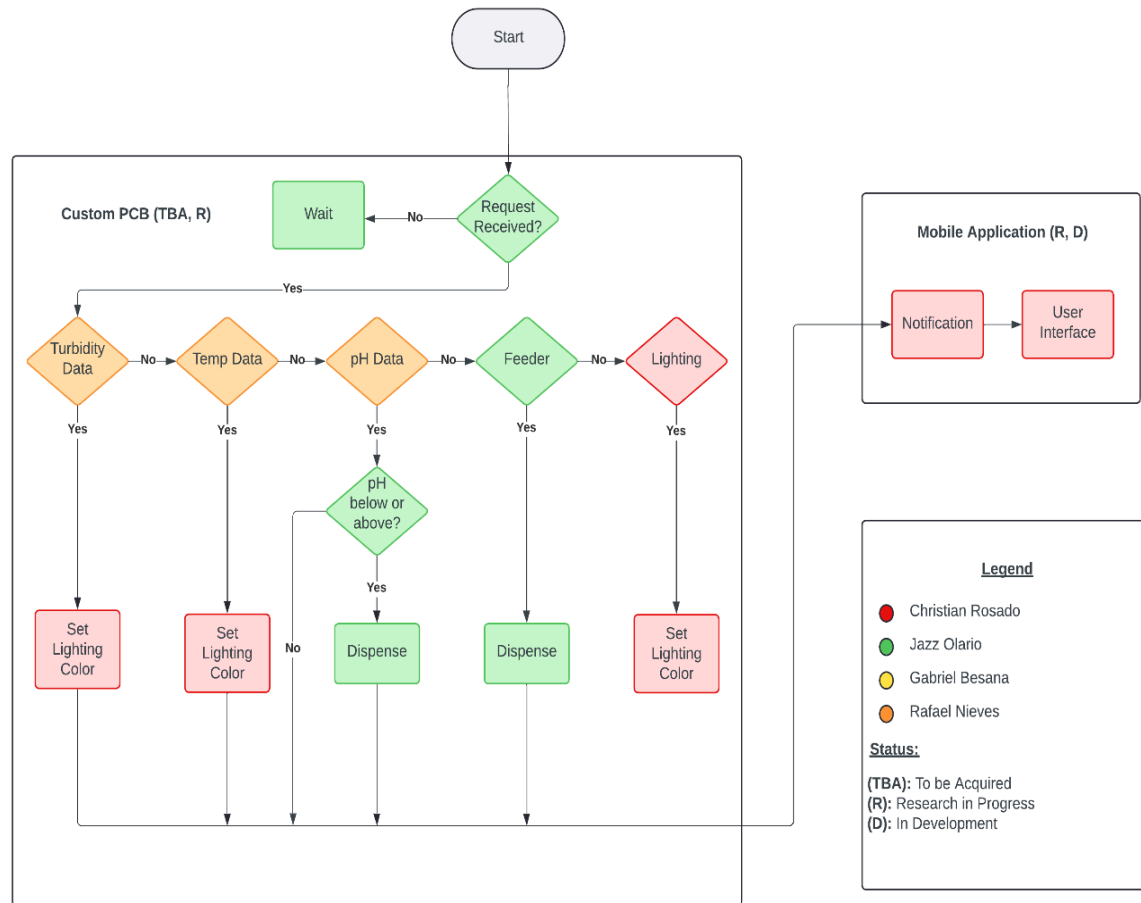 Start
Custom PCB (TBA, R)
Wait
No
Request
Received?
Yes
Turbidity
Data
No
Temp Data
No
pH Data
No
Feeder
No
Lighting
Yes
Yes
Yes
Yes
Yes
pH
below or
above?
Yes
No
Set
Lighting
Color
Set
Lighting
Color
Dispense
Dispense
Set
Lighting
Color
Mobile Application (R, D)
Notification
User
Interface
Legend
Christian Rosado
Jazz Olario
Gabriel Besana
Rafael Nieves
Status:
(TBA): To be Acquired
(R): Research in Progress
(D): In Development